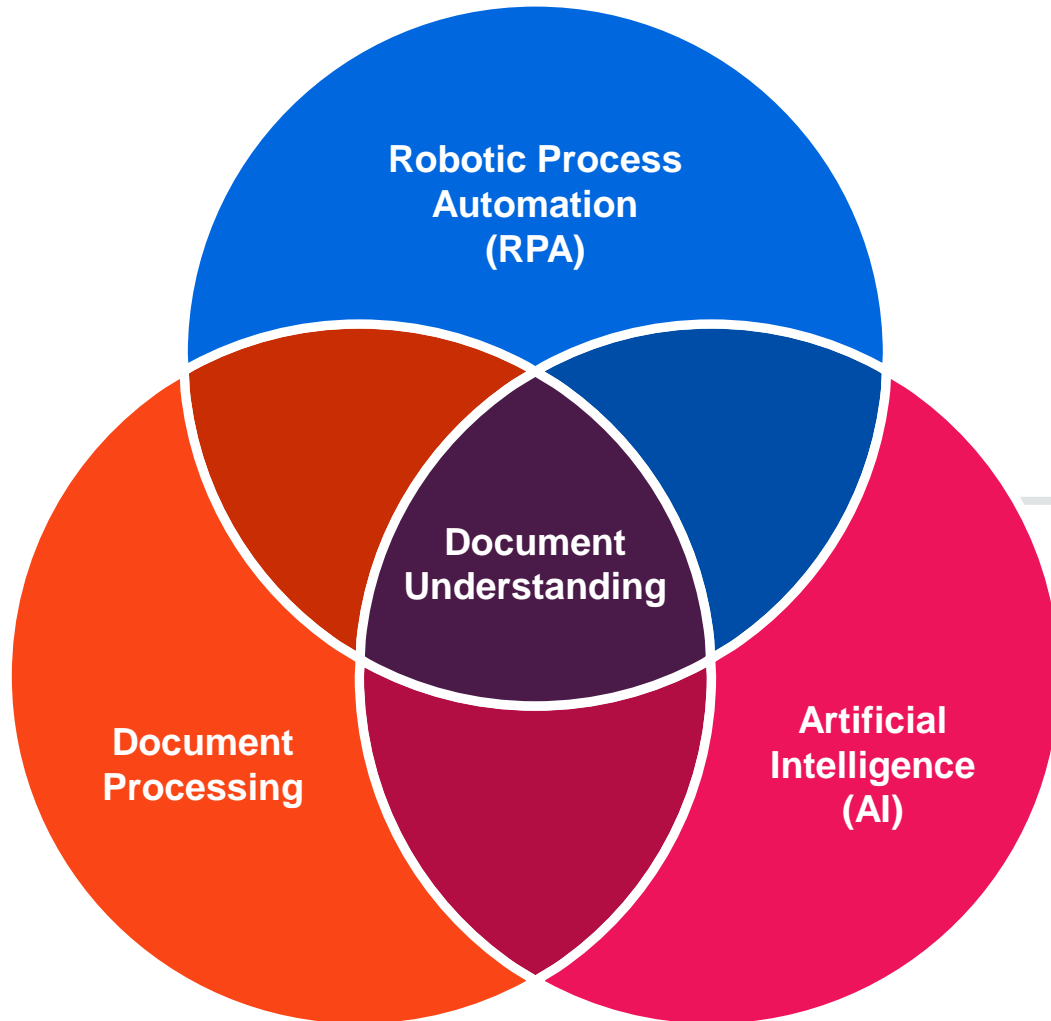 Robotic Process
Automation
(RPA)
Document
Understanding
Document
Processing
Artificial
Intelligence
(AI)